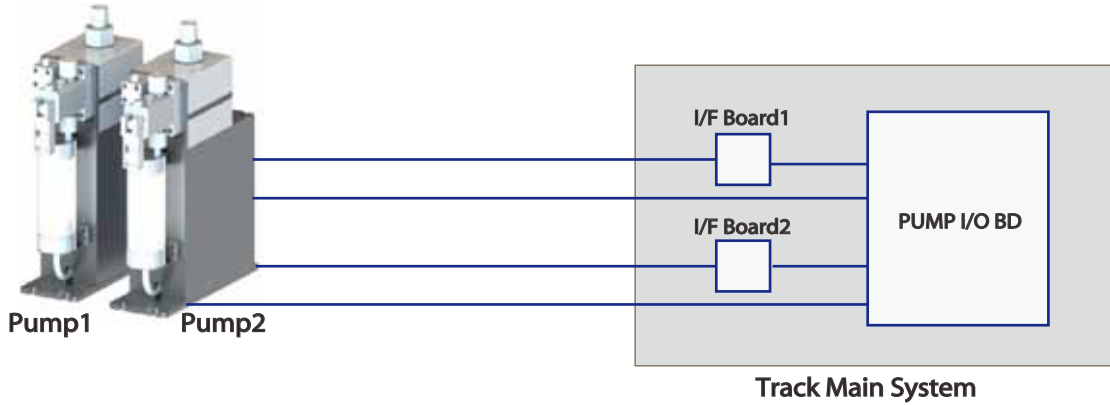 I/F Board1
I/F Board2
PUMP I/O BD
Pump1
Pump2
Track Main System